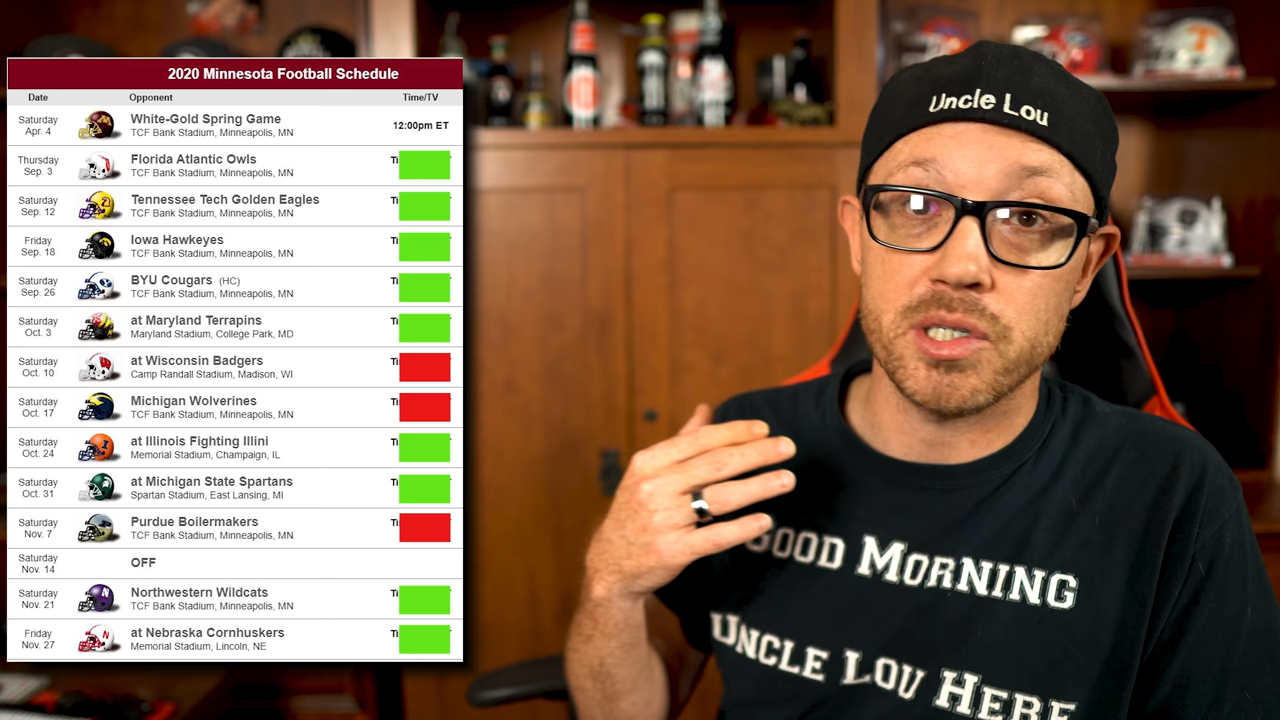 2020 Minnesota Football Schedule
Date Opponent Time/TV
Saturday
Apr. 4
White-Gold Spring Game
TCF Bank Stadium, Minneapolis, MN
12:00pm ET
Thursday
Sep. 3
Florida Atlantic Owls
TCF Bank Stadium, Minneapolis, MN
Saturday
Sep. 12
Tennessee Tech Golden Eagles
TCF Bank Stadium, Minneapolis, MN
Friday
Sep. 18
Iowa Hawkeyes
TCF Bank Stadium, Minneapolis, MN
Saturday
Sep. 26
BYU Cougars (HC)
TCF Bank Stadium, Minneapolis, MN
Saturday
Oct. 3
at Maryland Terrapins
Maryland Stadium, College Park, MD
Saturday
Oct. 10
at Wisconsin Badgers
Camp Randall Stadium, Madison, WI
Saturday
Oct. 17
Michigan Wolverines
TCF Bank Stadium, Minneapolis, MN
Saturday
Oct. 24
at Illinois Fighting Illini
Memorial Stadium, Champaign, IL
Saturday
Oct. 31
at Michigan State Spartans
Spartan Stadium, East Lansing, MI
Saturday
Nov. 7
Purdue Boilermakers
TCF Bank Stadium, Minneapolis, MN
Saturday
Nov. 14
OFF
Saturday
Nov. 21
Northwestern Wildcats
TCF Bank Stadium, Minneapolis, MN
Friday
Nov. 27
at Nebraska Cornhuskers
Memorial Stadium, Lincoln, NE
Uncle Lou
Good Morning
Uncle Lou Here